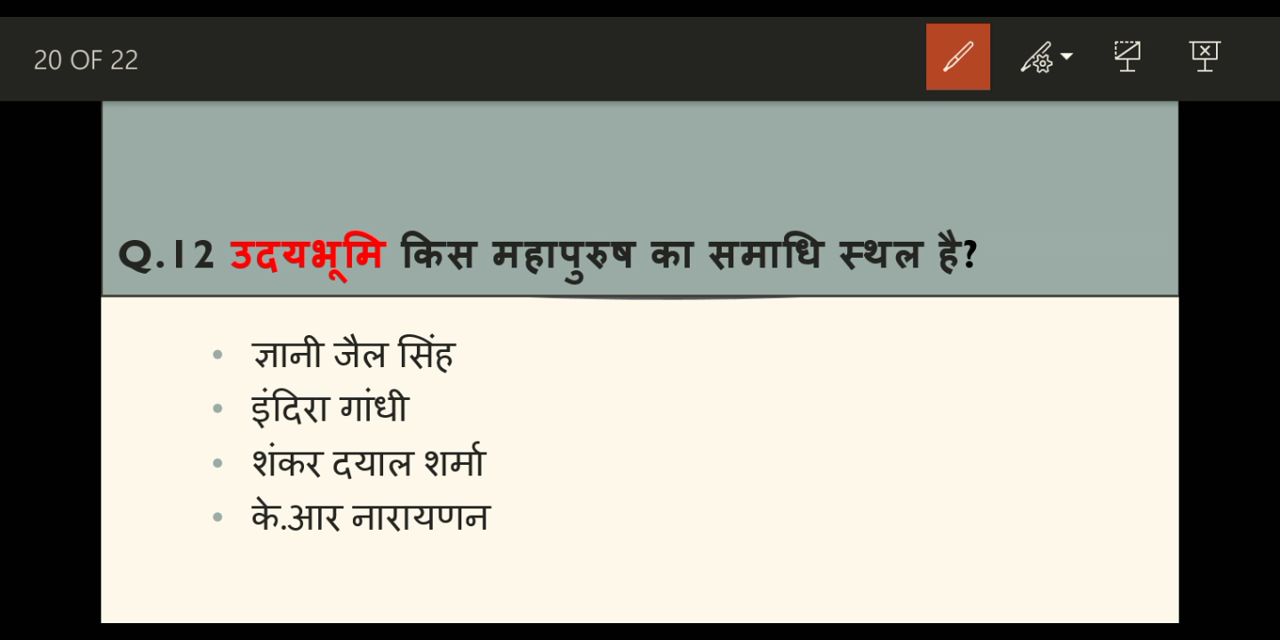 20 OF 22
Q.12 उदयभूमि किस महापुरुष का समाधि स्थल है?
• ज्ञानी जैल सिंह
• इंदिरा गांधी
• शंकर दयाल शर्मा
• के.आर नारायणन